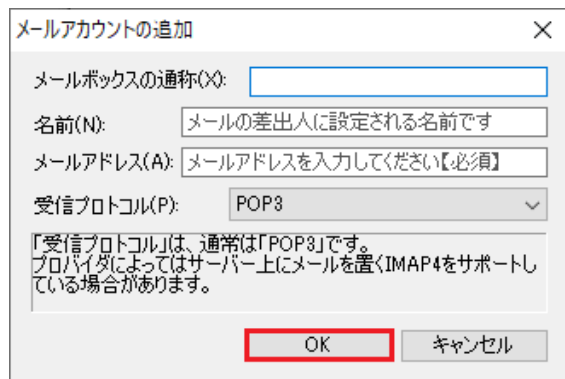 メールアカウントの追加
メールボックスの通称(X):
名前(N): メールの差出人に設定される名前です
メールアドレス(A): メールアドレスを入力してください【必須】
受信プロトコル(P): POP3
「受信プロトコル」は、通常は「POP3」です。
プロバイダによってはサーバー上にメールを置くIMAP4をサポートし
ている場合があります。
OK キャンセル